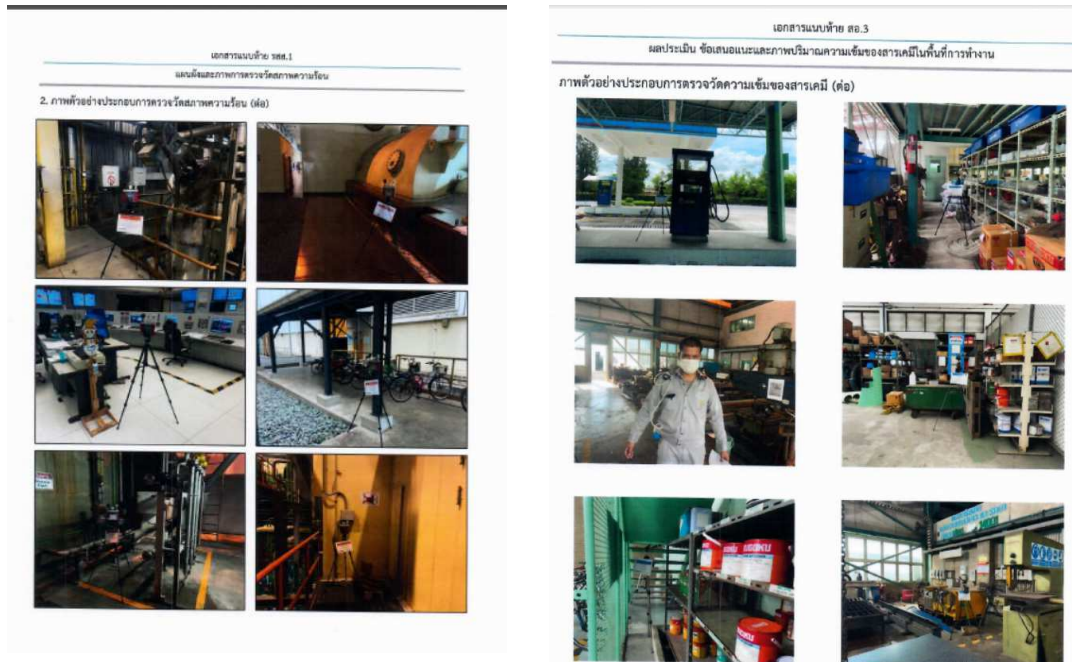 เอกสารแนบท้าย รสส.1
แผนผังและภาพการตรวจวัดสภาพความร้อน
2. ภาพตัวอย่างประกอบการตรวจวัดสภาพความร้อน (ต่อ)
เอกสารแนบท้าย สอ.3
ผลประเมิน ข้อเสนอแนะและภาพปริมาณความเข้มของสารเคมีในพื้นที่การทำงาน
ภาพตัวอย่างประกอบการตรวจวัดความเข้มของสารเคมี (ต่อ)